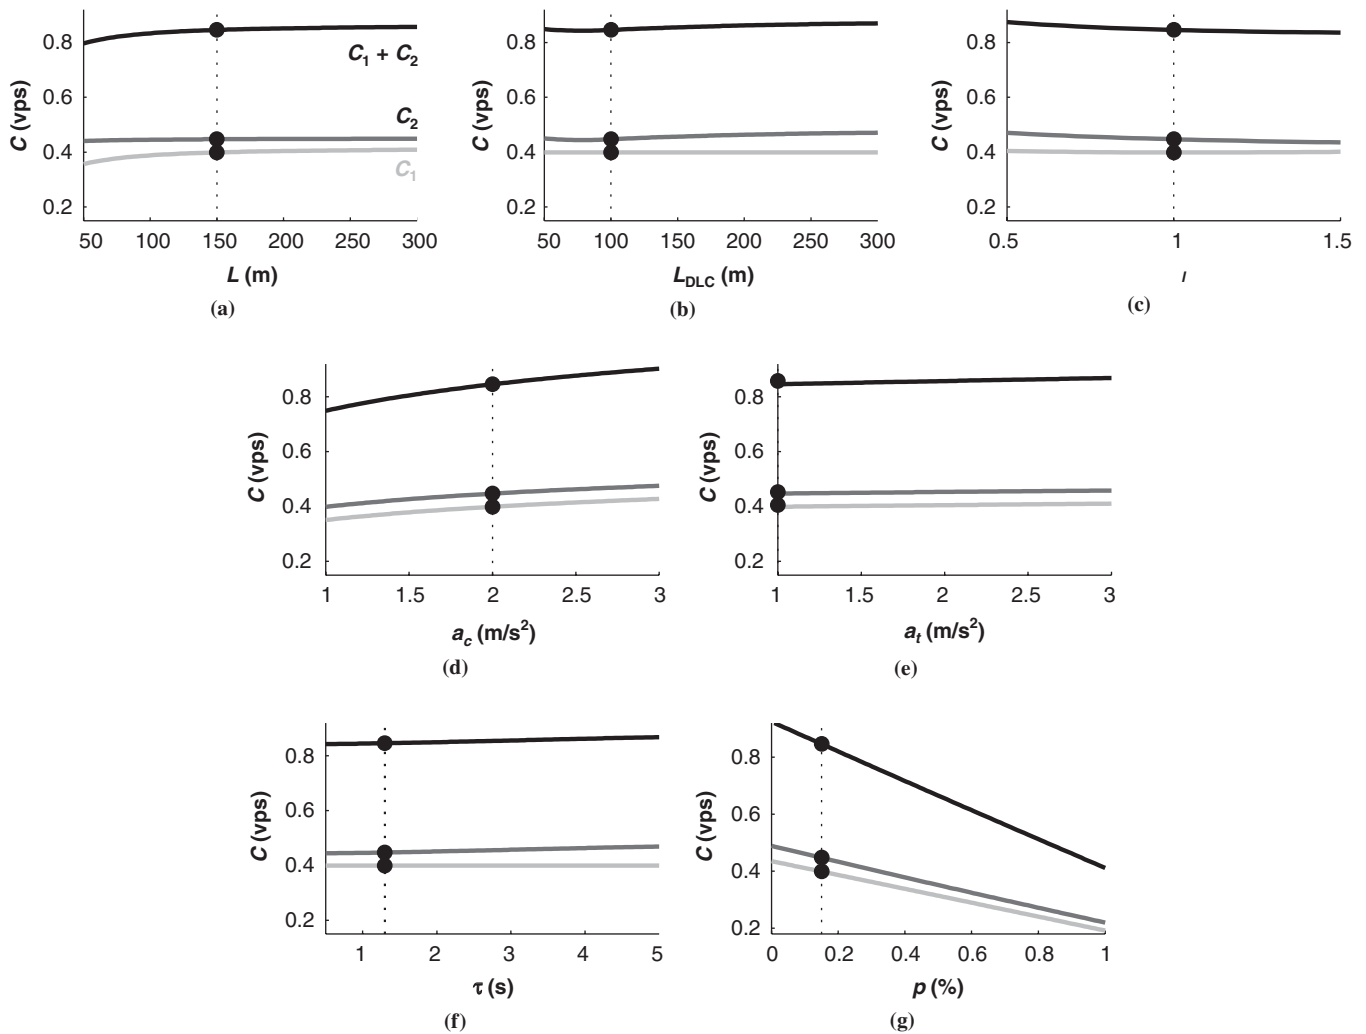 0.8
0.6
0.4
0.2
C (vps)
C₁ + C₂
C₂
C₁
50 100 150 200 250 300
L (m)
(a)
0.8
0.6
0.4
0.2
C (vps)
50 100 150 200 250 300
L_DLC (m)
(b)
0.8
0.6
0.4
0.2
C (vps)
0.5 1 1.5
l
(c)
0.8
0.6
0.4
0.2
C (vps)
1 1.5 2 2.5 3
a_c (m/s²)
(d)
0.8
0.6
0.4
0.2
C (vps)
1 1.5 2 2.5 3
a_t (m/s²)
(e)
0.8
0.6
0.4
0.2
C (vps)
1 2 3 4 5
τ (s)
(f)
0.8
0.6
0.4
0.2
C (vps)
0 0.2 0.4 0.6 0.8 1
p (%)
(g)